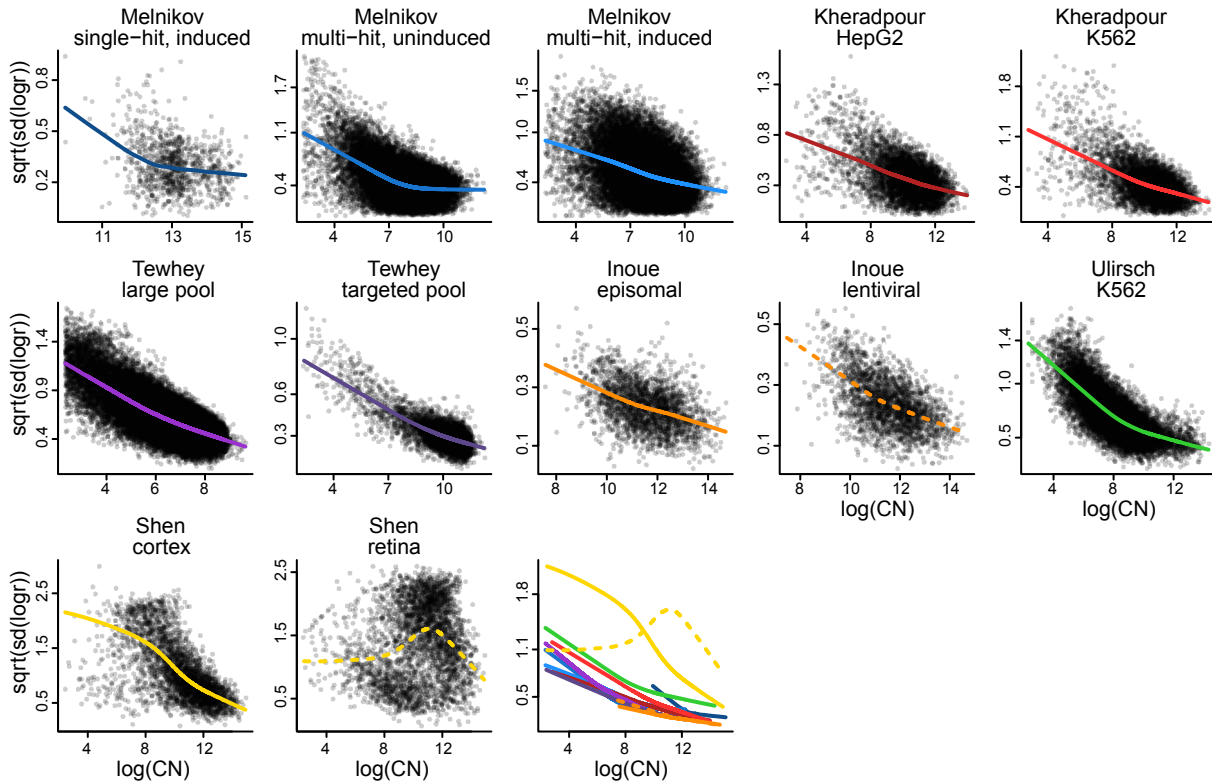 Melnikov
single−hit, induced
Melnikov
multi−hit, uninduced
Melnikov
multi−hit, induced
Kheradpour
HepG2
Kheradpour
K562
sqrt(sd(logr))
0.2 0.5 0.8
11 13 15
0.4 1.1 1.7
4 6 8 10
0.4 1.0 1.5
4 6 8 10
0.3 0.8 1.3
4 6 8 12
0.4 1.1 1.8
4 6 8 12
Tewhey
large pool
Tewhey
targeted pool
Inoue
episomal
Inoue
lentiviral
Ulirsch
K562
sqrt(sd(logr))
0.4 0.9 1.4
4 6 8
0.3 0.6 1.0
4 6 8 10
0.1 0.3 0.5
8 10 12 14
0.1 0.3 0.5
8 10 12 14
0.5 1.0 1.4
4 8 12
log(CN)
log(CN)
Shen
cortex
Shen
retina
sqrt(sd(logr))
0.5 1.5 2.5
4 8 12
0.5 1.5 2.5
4 8 12
0.5 1.1 1.8
4 8 12
log(CN)
log(CN)
log(CN)